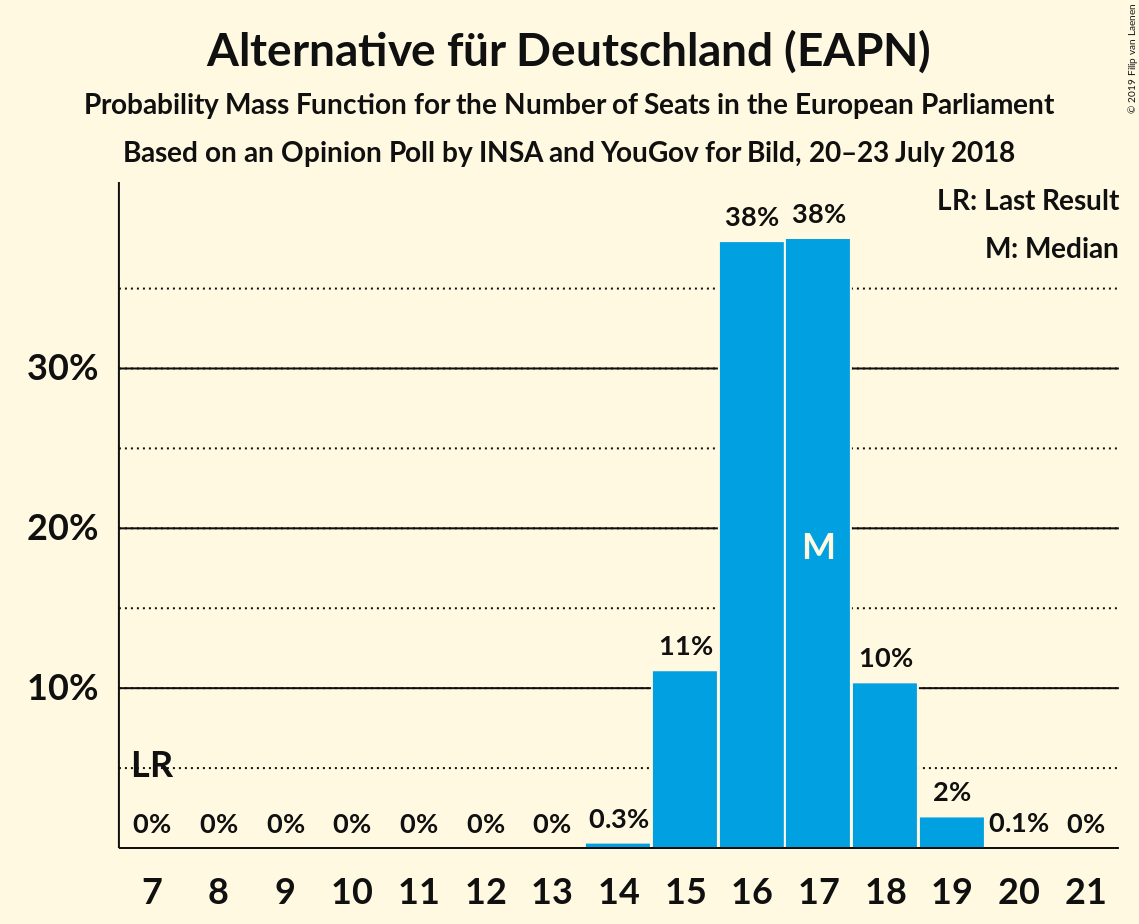 Alternative für Deutschland (EAPN)
Probability Mass Function for the Number of Seats in the European Parliament
Based on an Opinion Poll by INSA and YouGov for Bild, 20–23 July 2018
© 2019 Filip van Laenen
LR: Last Result
M: Median
38% 38%
30%
20%
M
11% 10%
10%
LR
0% 0% 0% 0% 0% 0% 0% 0.3% 2% 0.1% 0%
7 8 9 10 11 12 13 14 15 16 17 18 19 20 21